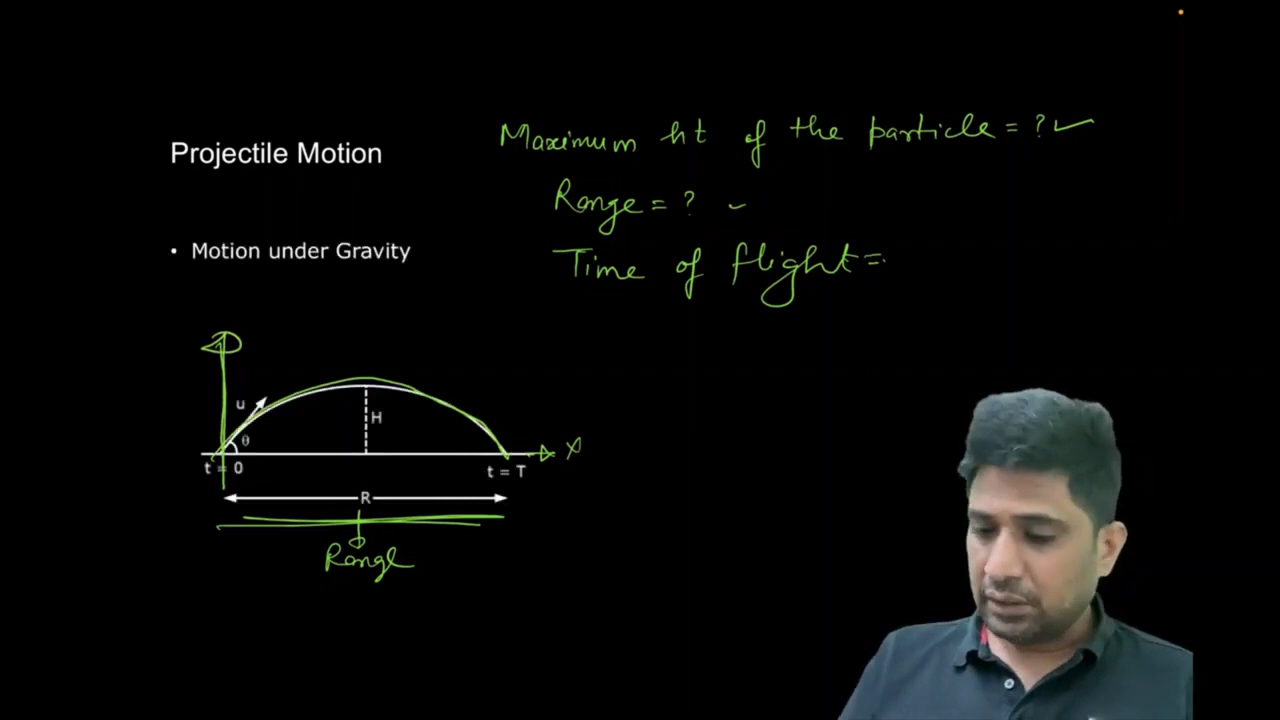 Maximum ht of the particle = ? ✓
Projectile Motion
Range = ? ✓
• Motion under Gravity
Time of flight =
u
H
θ
t = 0
t = T
x
R
Range